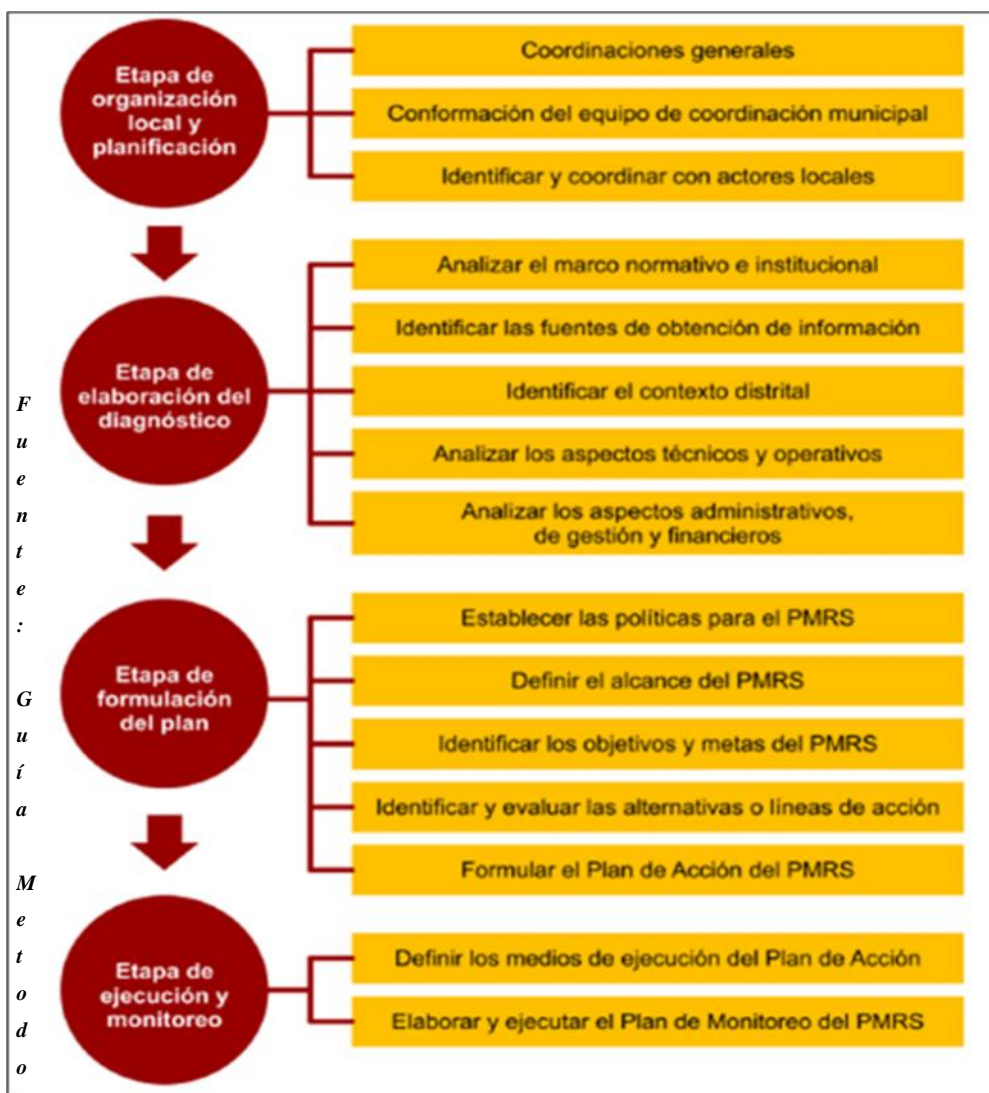 Etapa de
organización
local y
planificación
Coordinaciones generales
Conformación del equipo de coordinación municipal
Identificar y coordinar con actores locales
Etapa de
elaboración del
diagnóstico
Analizar el marco normativo e institucional
Identificar las fuentes de obtención de información
Identificar el contexto distrital
Analizar los aspectos técnicos y operativos
Analizar los aspectos administrativos,
de gestión y financieros
Etapa de
formulación
del plan
Establecer las políticas para el PMRS
Definir el alcance del PMRS
Identificar los objetivos y metas del PMRS
Identificar y evaluar las alternativas o líneas de acción
Formular el Plan de Acción del PMRS
Etapa de
ejecución y
monitoreo
Definir los medios de ejecución del Plan de Acción
Elaborar y ejecutar el Plan de Monitoreo del PMRS
Fuente: Guía Metodo